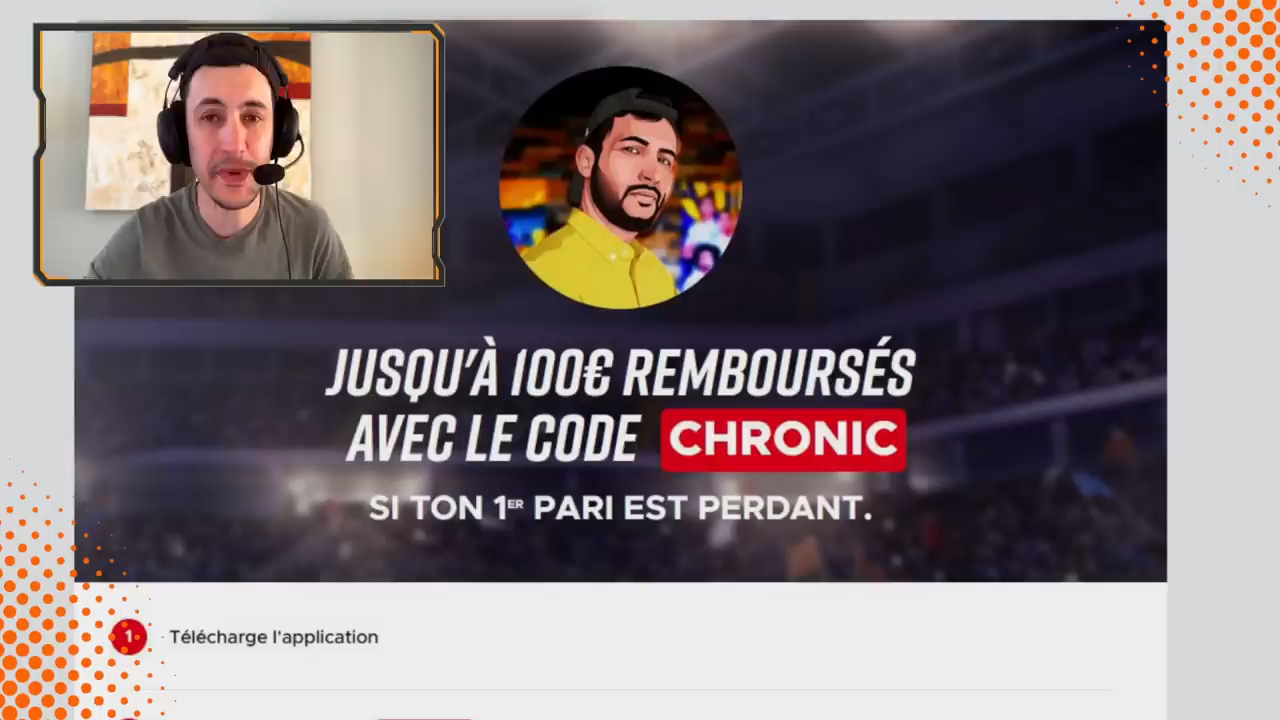 JUSQU'À 100€ REMBOURSÉS
AVEC LE CODE CHRONIC
SI TON 1ER PARI EST PERDANT.
1 Télécharge l'application